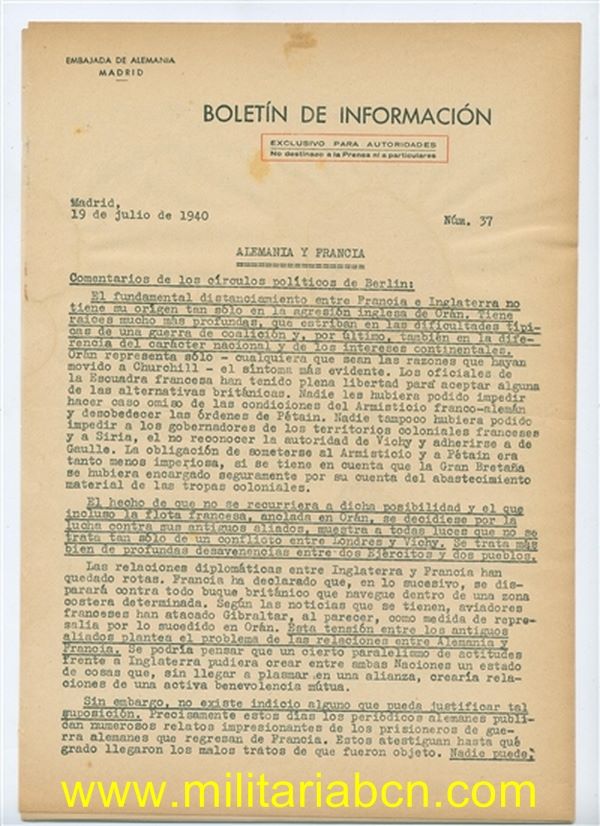 EMBAJADA DE ALEMANIA
MADRID
BOLETÍN DE INFORMACIÓN
EXCLUSIVO PARA AUTORIDADES
No destinazo a la Prensa ni a particulares
Madrid,
19 de julio de 1940
Núm. 37
ALEMANIA Y FRANCIA
Comentarios de los círculos políticos de Berlín:
El fundamental distanciamiento entre Francia e Inglaterra no
tiene su origen tan sólo en la agresión inglesa de Orán. Tiene
raíces mucho más profundas, que estriban en las dificultades típi-
cas de una guerra de coalición y, por último, también en la dife-
rencia del carácter nacional y de los intereses continentales.
Orán representa sólo - cualquiera que sean las razones que hayan
movido a Churchill - el síntoma más evidente. Los oficiales de
la Escuadra francesa han tenido plena libertad para aceptar alguna
de las alternativas británicas. Nadie les hubiera podido impedir
hacer caso omiso de las condiciones del Armisticio franco-alemán
y desobedecer las órdenes de Pétain. Nadie tampoco hubiera podido
impedir a los gobernadores de los territorios coloniales franceses
y a Siria, el no reconocer la autoridad de Vichy y adherirse a de
Gaulle. La obligación de someterse al Armisticio y a Pétain era
tanto menos imperiosa, si se tiene en cuenta que la Gran Bretaña
se hubiera encargado seguramente por su cuenta del abastecimiento
material de las tropas coloniales.
El hecho de que no se recurriera a dicha posibilidad y el que
incluso la flota francesa, anclada en Orán, se decidiese por la
lucha contra sus antiguos aliados, muestra a todas luces que no se
trata tan sólo de un conflicto entre Londres y Vichy. Se trata más
bien de profundas desavenencias entre dos Ejércitos y dos pueblos.
Las relaciones diplomáticas entre Inglaterra y Francia han
quedado rotas. Francia ha declarado que, en lo sucesivo, se dis-
parará contra todo buque británico que navegue dentro de una zona
costera determinada. Según las noticias que se tienen, aviadores
franceses han atacado Gibraltar, al parecer, como medida de repre-
salia por lo sucedido en Orán. Esta tensión entre los antiguos
aliados plantea el problema de las relaciones entre Alemania y
Francia. Se podría pensar que un cierto paralelismo de actitudes
frente a Inglaterra pudiera crear entre ambas Naciones un estado
de cosas que, sin llegar a plasmar en una alianza, crearía rela-
ciones de una activa benevolencia mútua.
Sin embargo, no existe indicio alguno que pueda justificar tal
suposición. Precisamente estos días los periódicos alemanes publi-
can numerosos relatos impresionantes de los prisioneros de gue-
rra alemanes que regresan de Francia. Estos atestiguan hasta qué
grado llegaron los malos tratos de que fueron objeto. Nadie puede,
www.militariabcn.com